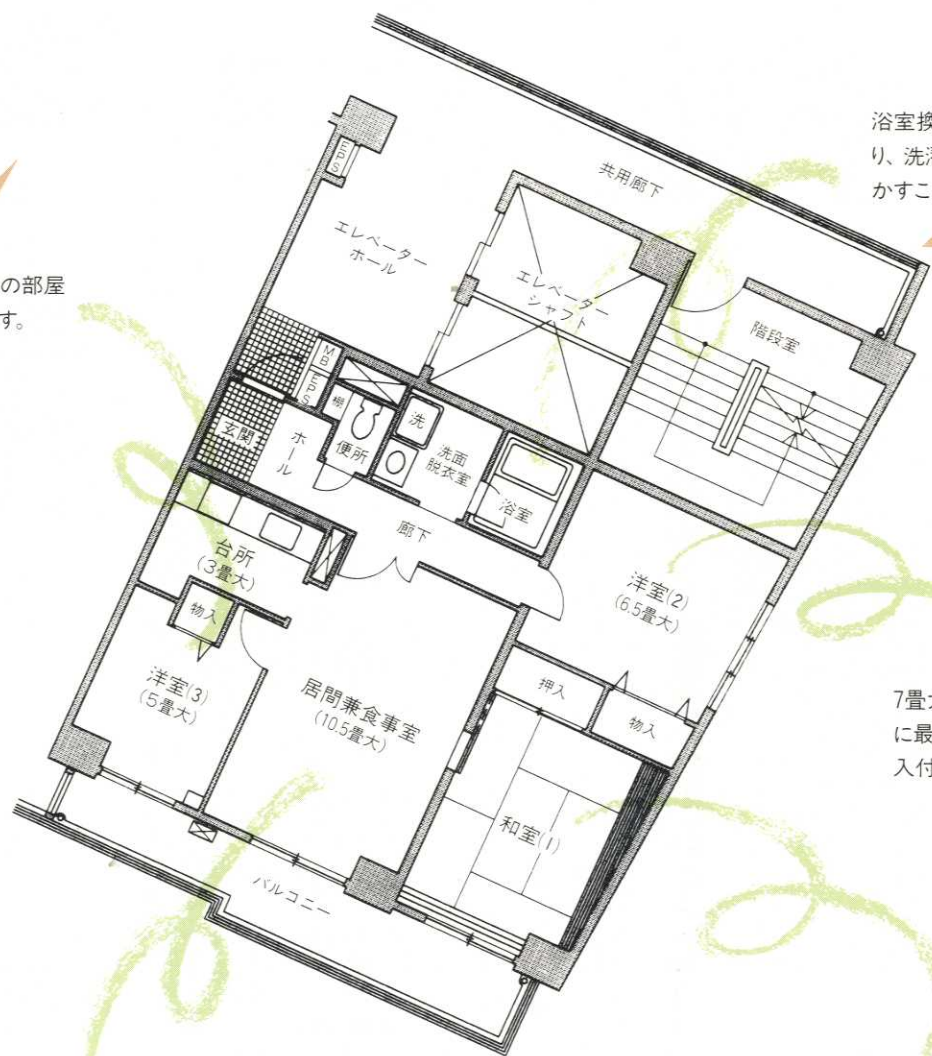 浴室換
り、洗濯
かすこ
共用廊下
EPS
エレベーター
ホール
エレベーター
シャフト
の部屋
す。
階段室
MB
EPS
棚
洗
玄関
ホール
便所
洗面
脱衣室
浴室
廊下
台所
(3畳大)
物入
洋室(2)
(6.5畳大)
洋室(3)
(5畳大)
居間兼食事室
(10.5畳大)
押入
物入
7畳大
に最
入付
和室(1)
バルコニー